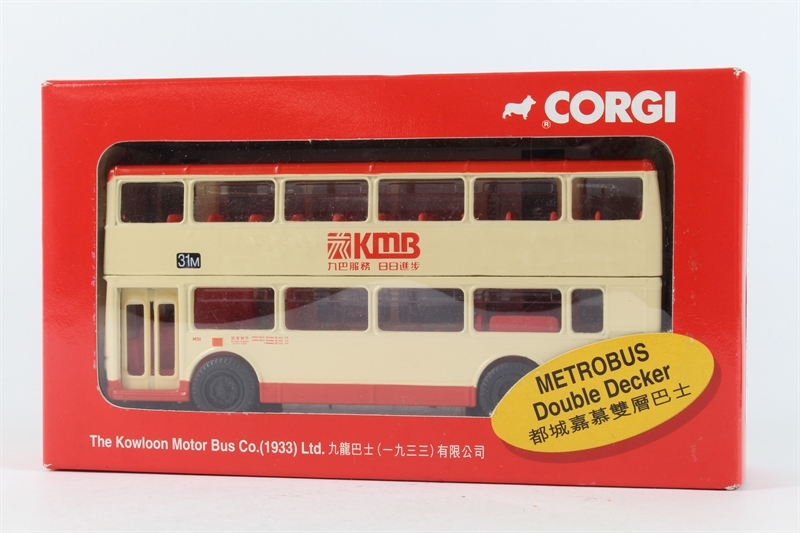 ® CORGI
KMB
九巴服務 日日進步
31M
METROBUS
Double Decker
都城嘉慕雙層巴士
The Kowloon Motor Bus Co.(1933) Ltd. 九龍巴士(一九三三)有限公司